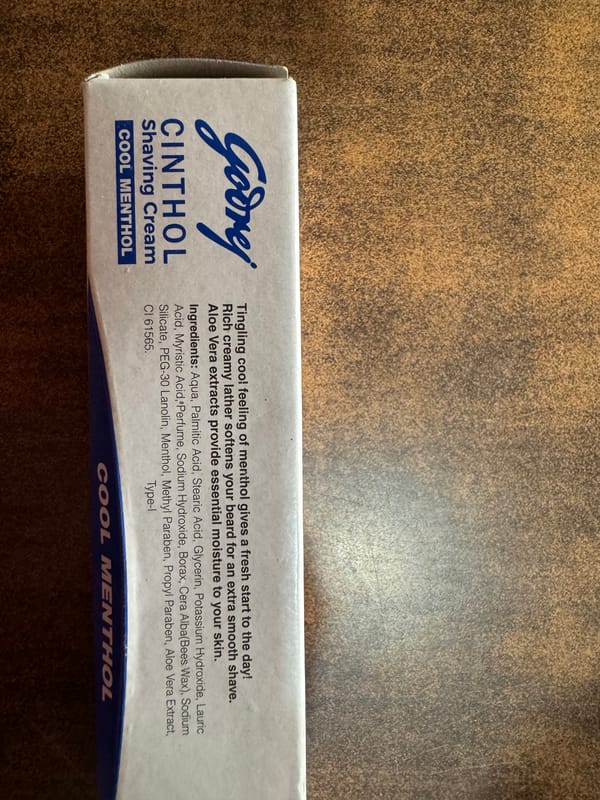 Godrej
CINTHOL
Shaving Cream
COOL MENTHOL
Tingling cool feeling of menthol gives a fresh start to the day!
Rich creamy lather softens your beard for an extra smooth shave.
Aloe Vera extracts provide essential moisture to your skin.
Ingredients: Aqua, Palmitic Acid, Stearic Acid, Glycerin, Potassium Hydroxide, Lauric
Acid, Myristic Acid, Perfume, Sodium Hydroxide, Borax, Cera Alba(Bees Wax), Sodium
Silicate, PEG-30 Lanolin, Menthol, Methyl Paraben, Propyl Paraben, Aloe Vera Extract,
CI 61565. Type-I
COOL MENTHOL